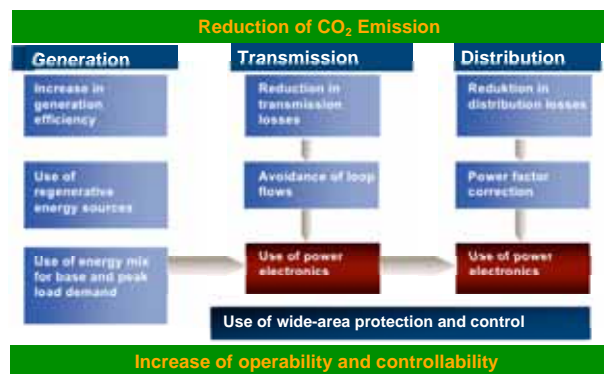 Reduction of CO₂ Emission
Generation
Transmission
Distribution
Increase in
generation
efficiency
Reduction in
transmission
losses
Reduktion in
distribution losses
Use of
regenerative
energy sources
Avoidance of loop
flows
Power factor
correction
Use of energy mix
for base and peak
load demand
Use of power
electronics
Use of power
electronics
Use of wide-area protection and control
Increase of operability and controllability